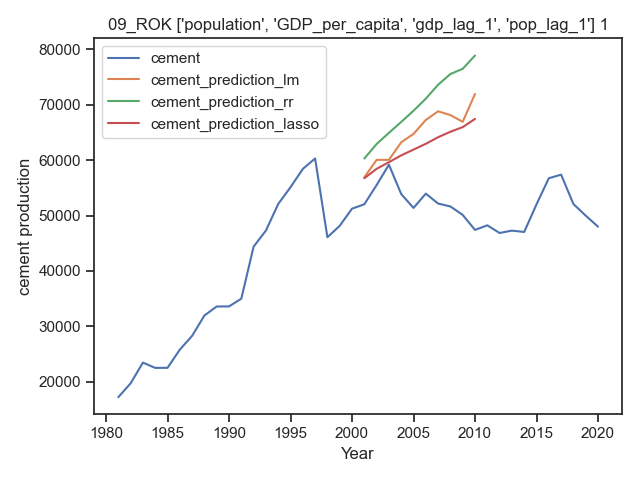 09_ROK ['population', 'GDP_per_capita', 'gdp_lag_1', 'pop_lag_1'] 1
cement
cement_prediction_lm
cement_prediction_rr
cement_prediction_lasso
80000
70000
60000
50000
40000
30000
20000
cement production
1980 1985 1990 1995 2000 2005 2010 2015 2020
Year